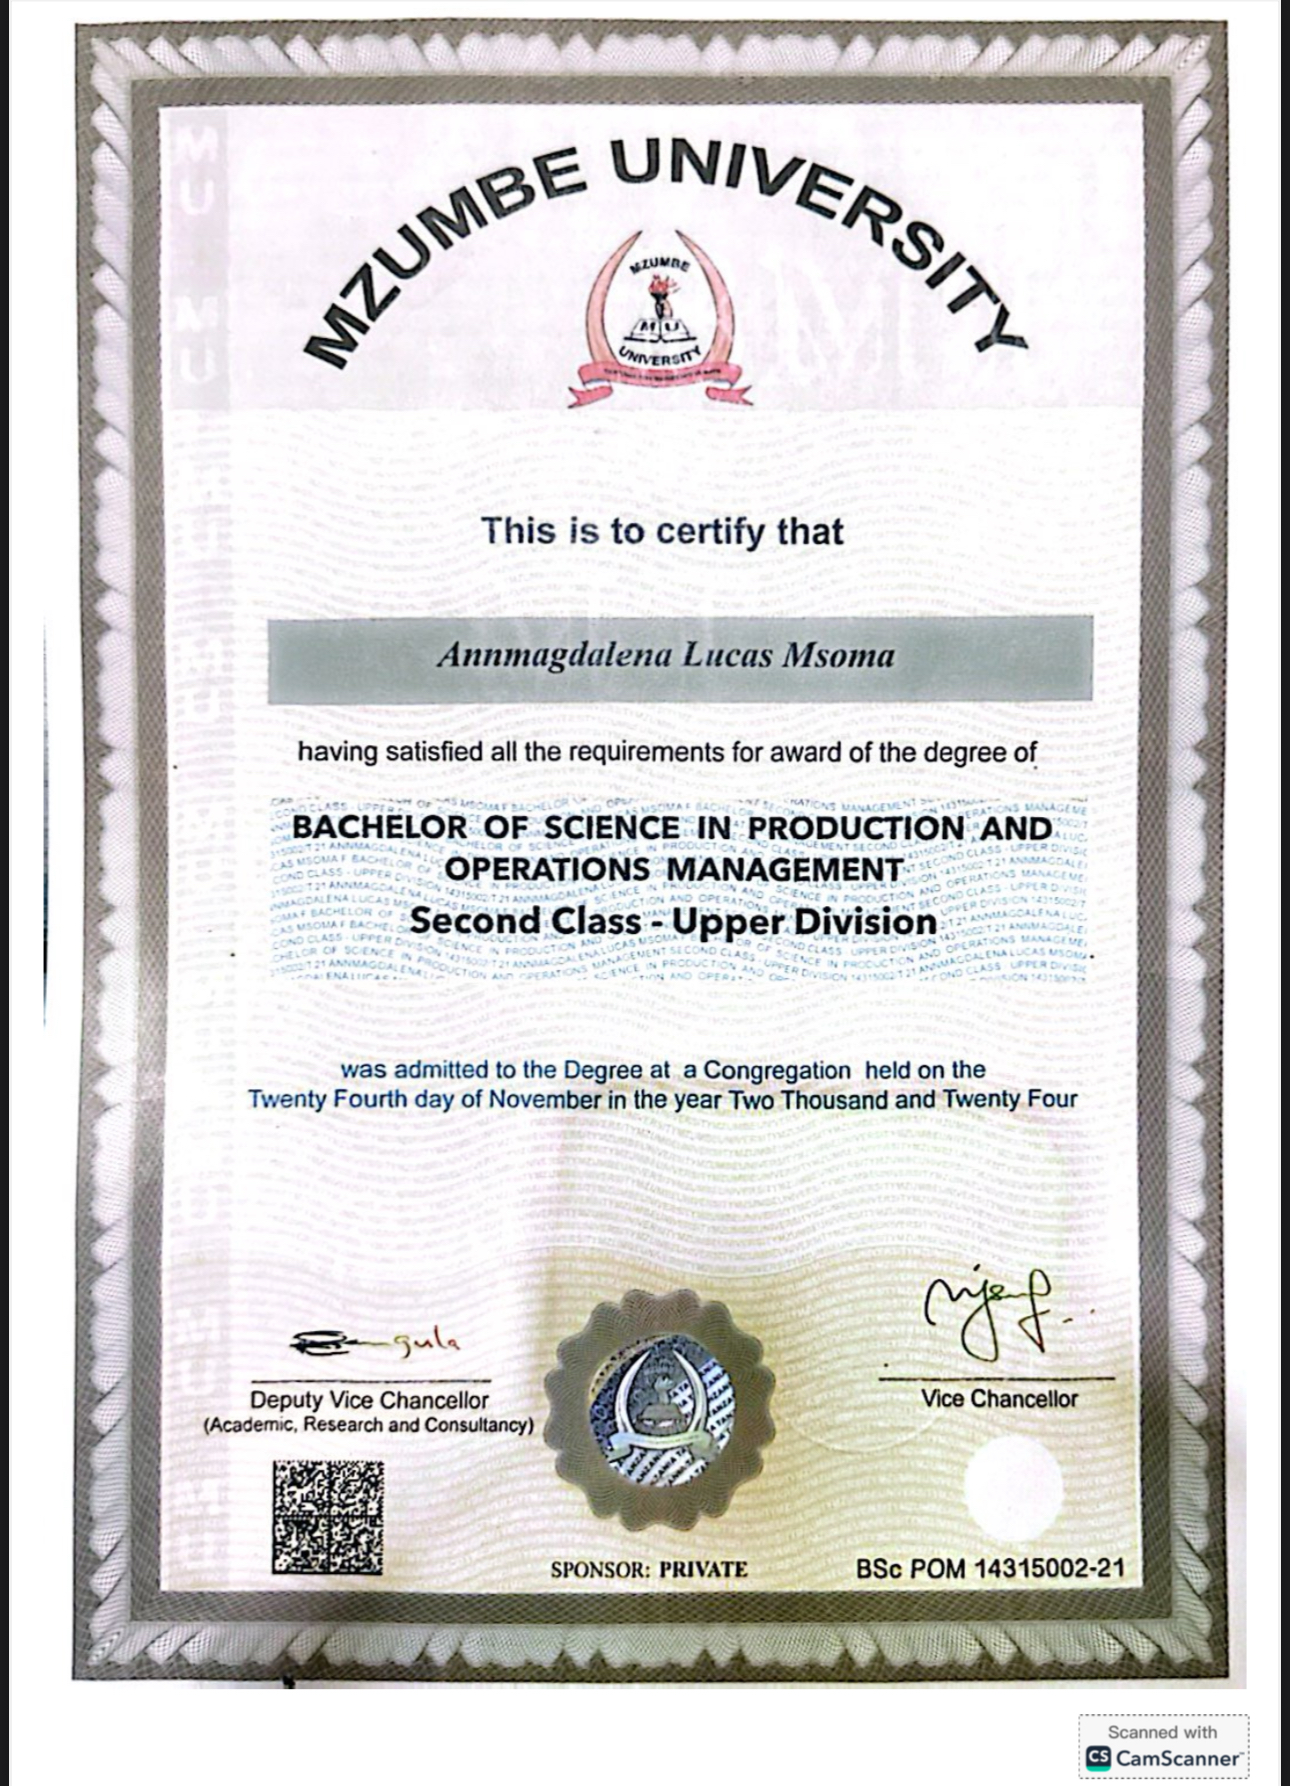 MZUMBE UNIVERSITY
MZUMBE
MU
UNIVERSITY
This is to certify that
Annmagdalena Lucas Msoma
having satisfied all the requirements for award of the degree of
BACHELOR OF SCIENCE IN PRODUCTION AND
OPERATIONS MANAGEMENT
Second Class - Upper Division
was admitted to the Degree at a Congregation held on the
Twenty Fourth day of November in the year Two Thousand and Twenty Four
Deputy Vice Chancellor
(Academic, Research and Consultancy)
Vice Chancellor
SPONSOR: PRIVATE
BSc POM 14315002-21
Scanned with
CS CamScanner